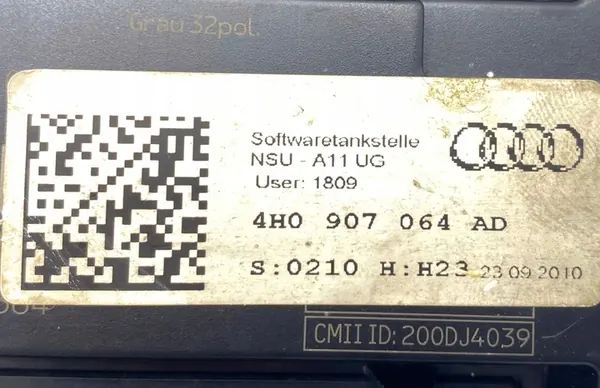 Grau 32pol.
Softwaretankstelle
NSU - A11 UG
User: 1809
4H0 907 064 AD
S:0210 H:H23 23 09 2010
CMII ID: 200DJ4039